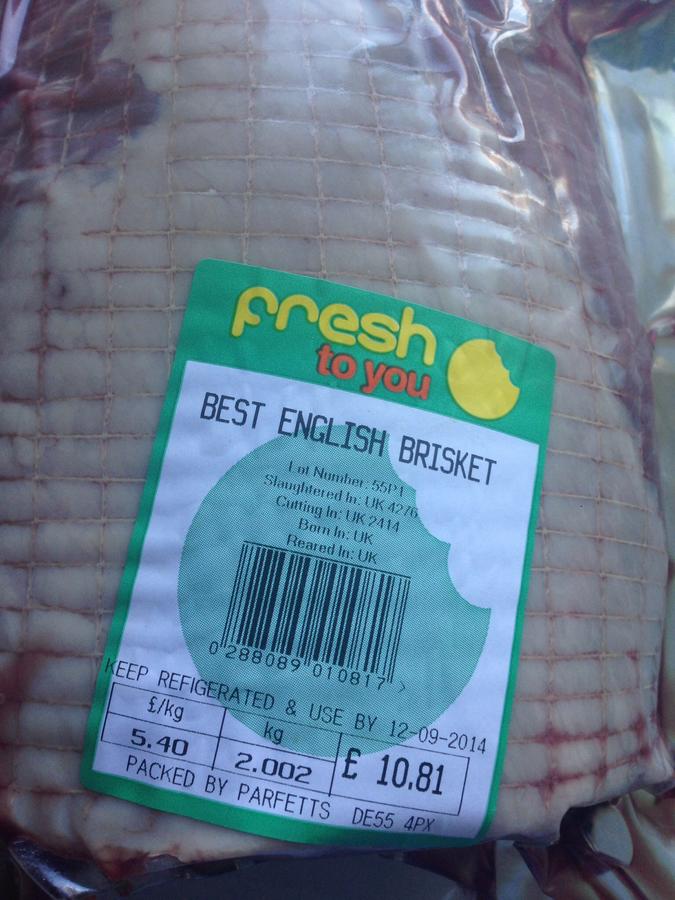 fresh
to you
BEST ENGLISH BRISKET
Lot Number: 55P1
Slaughtered In: UK 4276
Cutting In: UK 2414
Born In: UK
Reared In: UK
0 288089 010817 >
KEEP REFIGERATED & USE BY 12-09-2014
£/kg kg
5.40 2.002 £ 10.81
PACKED BY PARFETTS DE55 4PX